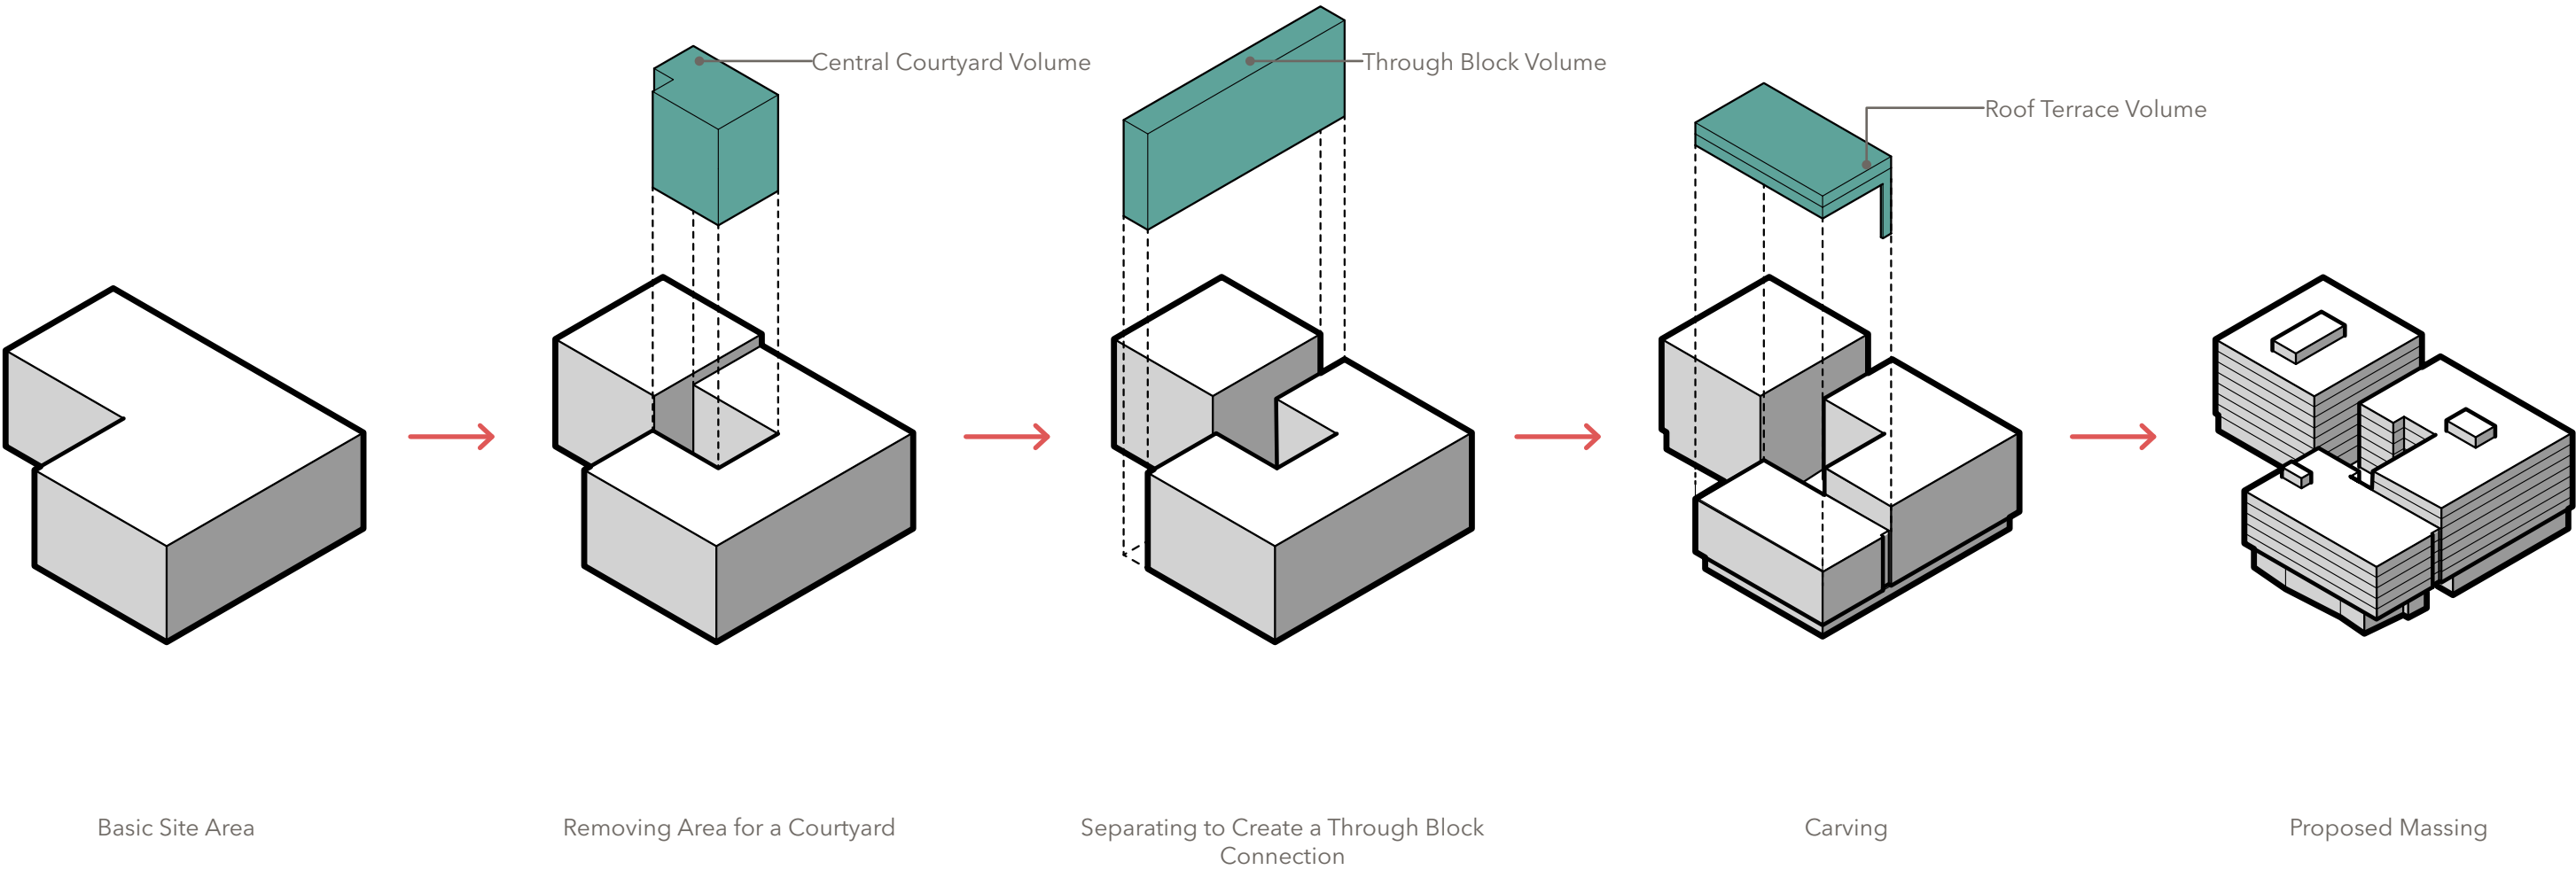 Central Courtyard Volume
Through Block Volume
Roof Terrace Volume
Basic Site Area
Removing Area for a Courtyard
Separating to Create a Through Block
Connection
Carving
Proposed Massing